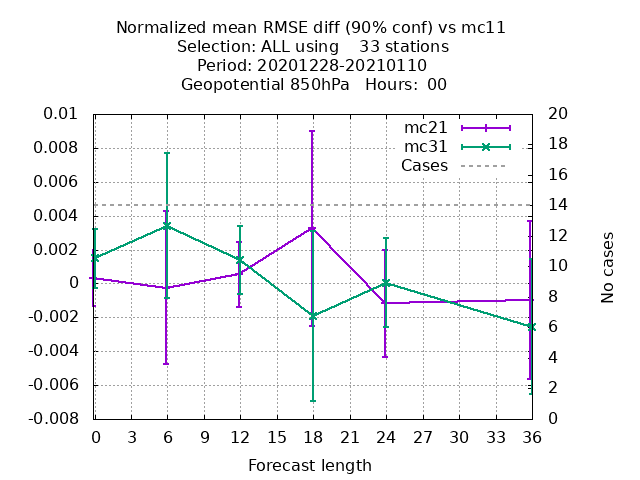 Normalized mean RMSE diff (90% conf) vs mc11
Selection: ALL using    33 stations
Period: 20201228-20210110
Geopotential 850hPa   Hours:  00
mc21
mc31
Cases
0.01
0.008
0.006
0.004
0.002
0
-0.002
-0.004
-0.006
-0.008
20
18
16
14
12
10
8
6
4
2
0
No cases
0 3 6 9 12 15 18 21 24 27 30 33 36
Forecast length